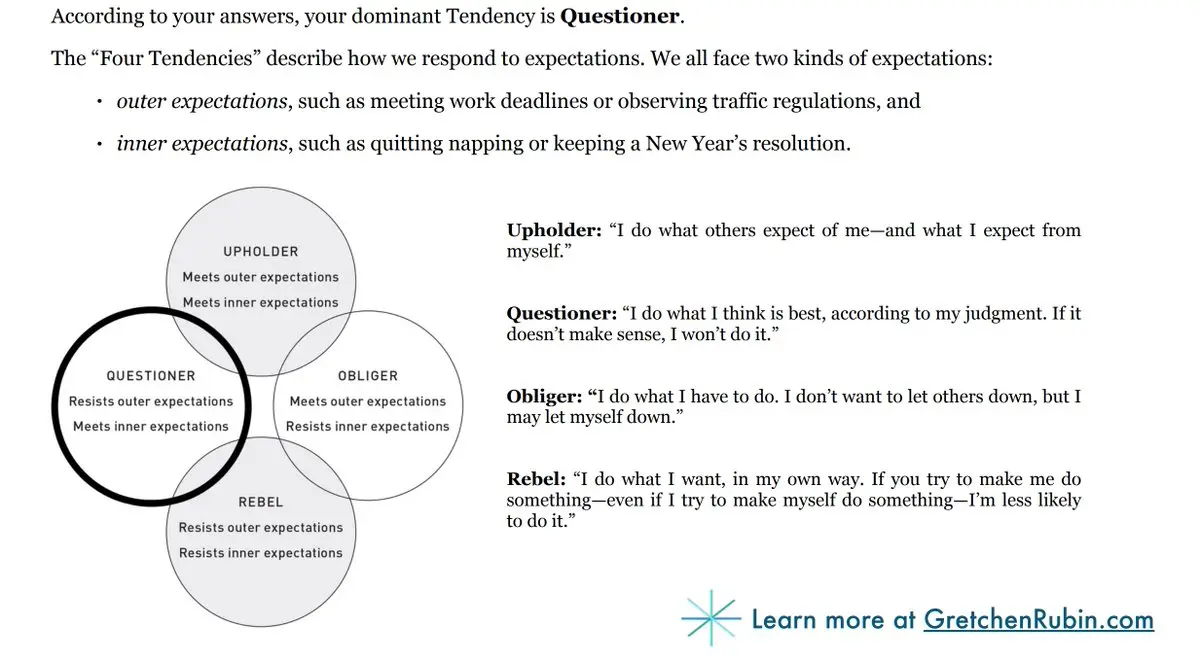 According to your answers, your dominant Tendency is Questioner.
The “Four Tendencies” describe how we respond to expectations. We all face two kinds of expectations:
• outer expectations, such as meeting work deadlines or observing traffic regulations, and
• inner expectations, such as quitting napping or keeping a New Year’s resolution.
UPHOLDER
Meets outer expectations
Meets inner expectations
QUESTIONER
Resists outer expectations
Meets inner expectations
OBLIGER
Meets outer expectations
Resists inner expectations
REBEL
Resists outer expectations
Resists inner expectations
Upholder: “I do what others expect of me—and what I expect from
myself.”
Questioner: “I do what I think is best, according to my judgment. If it
doesn’t make sense, I won’t do it.”
Obliger: “I do what I have to do. I don’t want to let others down, but I
may let myself down.”
Rebel: “I do what I want, in my own way. If you try to make me do
something—even if I try to make myself do something—I’m less likely
to do it.”
Learn more at GretchenRubin.com